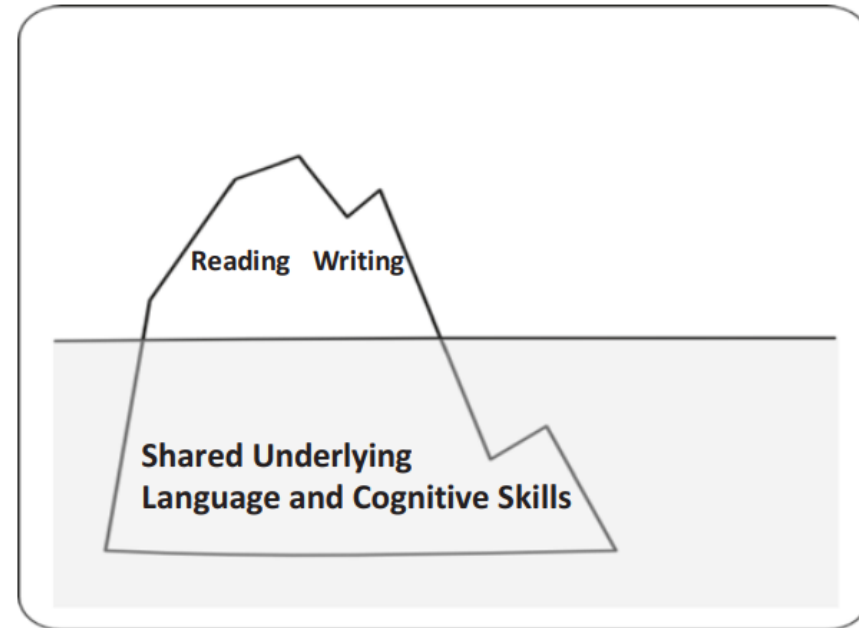 Reading Writing
Shared Underlying
Language and Cognitive Skills